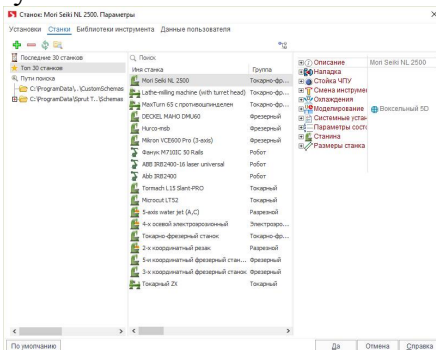 Станок: Mori Seiki NL 2500. Параметры
Установки Станки Библиотеки инструмента Данные пользователя
Последние 30 станков
Топ 30 станков
Пути поиска
C:\ProgramData\...\CustomSchemas
C:\ProgramData\Sprut T...\Schemas
Поиск
Имя станка Группа
Mori Seiki NL 2500 Токарно-фр...
Lathe-milling machine (with turret head) Токарно-фр...
MaxTurn 65 с противошпинделем Токарно-фр...
DECKEL MAHO DMU60 Фрезерный
Hurco-msb Фрезерный
Mikron VCE600 Pro (3-axis) Фрезерный
Фанук M710IC 50 Rails Робот
ABB IRB2400-16 laser universal Робот
Abb IRB2400 Робот
Tormach L15 Slant-PRO Токарный
Microcut LT52 Токарный
5-axis water jet (A,C) Разрезной
4-х осевой электроэрозионный Электроэро...
Токарно-фрезерный станок Токарно-фр...
2-х координатный резак Разрезной
5-и координатный фрезерный стан... Фрезерный
3-х координатный фрезерный станок Фрезерный
Токарный ZX Токарный
Описание Mori Seiki NL 2500
Наладка
Стойка ЧПУ
Смена инструмен
Охлаждения
Моделирование Воксельный 5D
Системные устан
Параметры состо
Станина
Размеры станка
По умолчанию Да Отмена Справка